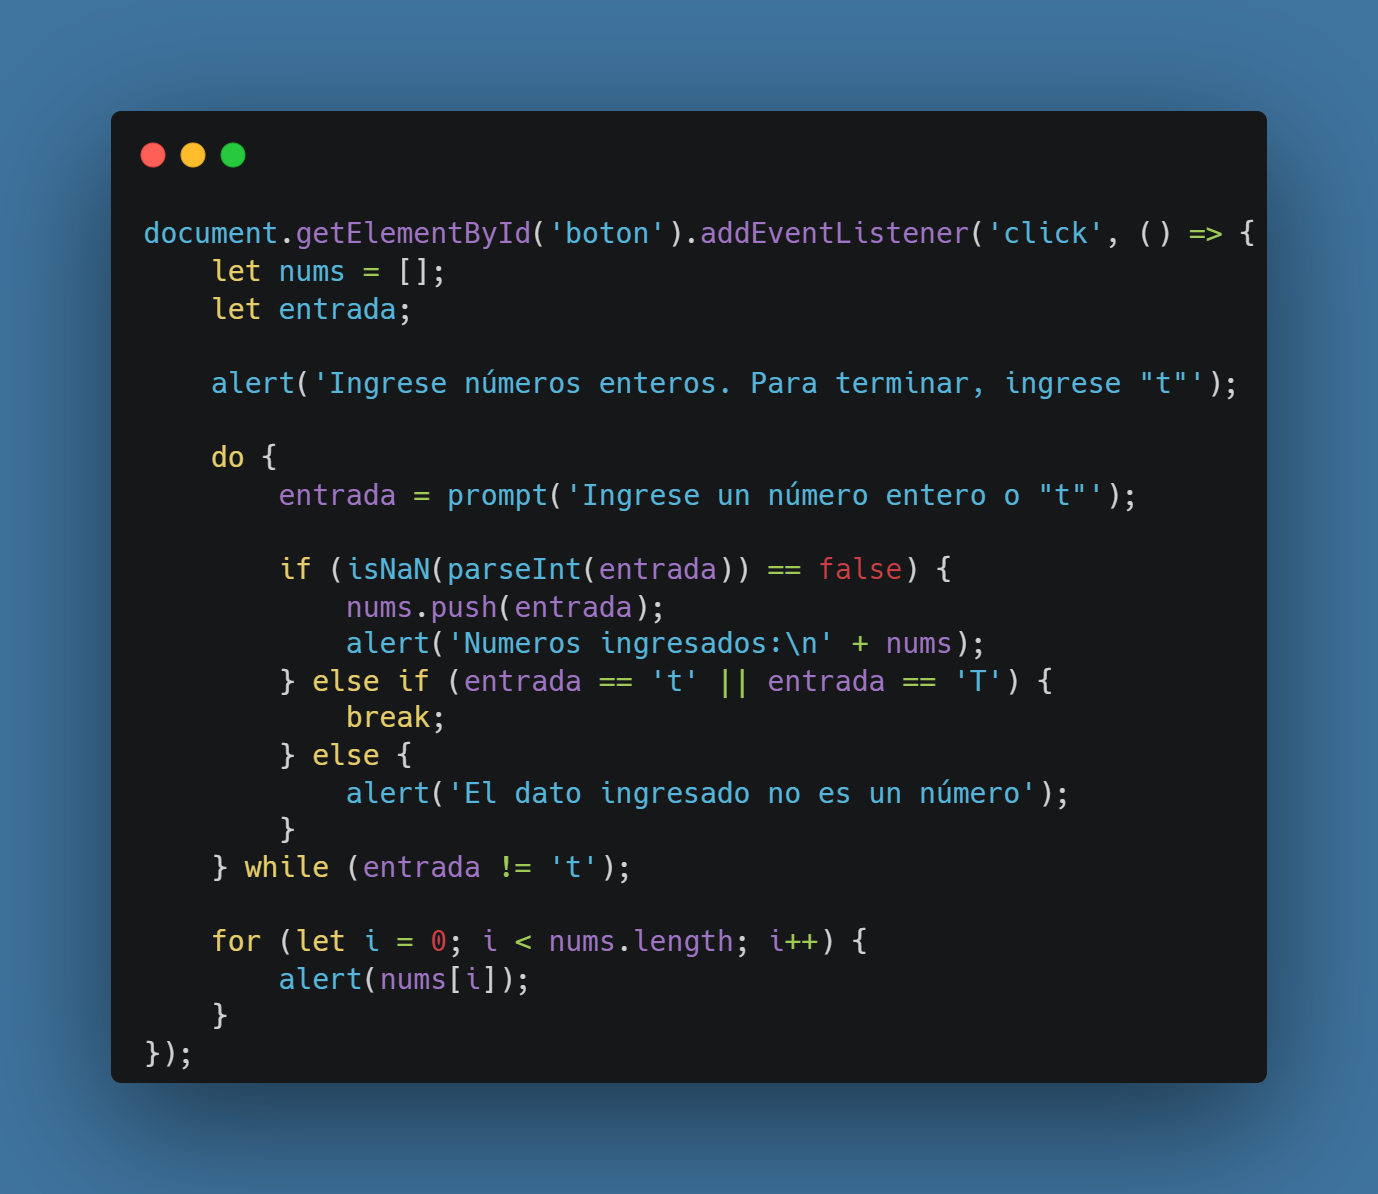 document.getElementById('boton').addEventListener('click', () => {
    let nums = [];
    let entrada;

    alert('Ingrese números enteros. Para terminar, ingrese "t"');

    do {
        entrada = prompt('Ingrese un número entero o "t"');

        if (isNaN(parseInt(entrada)) == false) {
            nums.push(entrada);
            alert('Numeros ingresados:\n' + nums);
        } else if (entrada == 't' || entrada == 'T') {
            break;
        } else {
            alert('El dato ingresado no es un número');
        }
    } while (entrada != 't');

    for (let i = 0; i < nums.length; i++) {
        alert(nums[i]);
    }
});